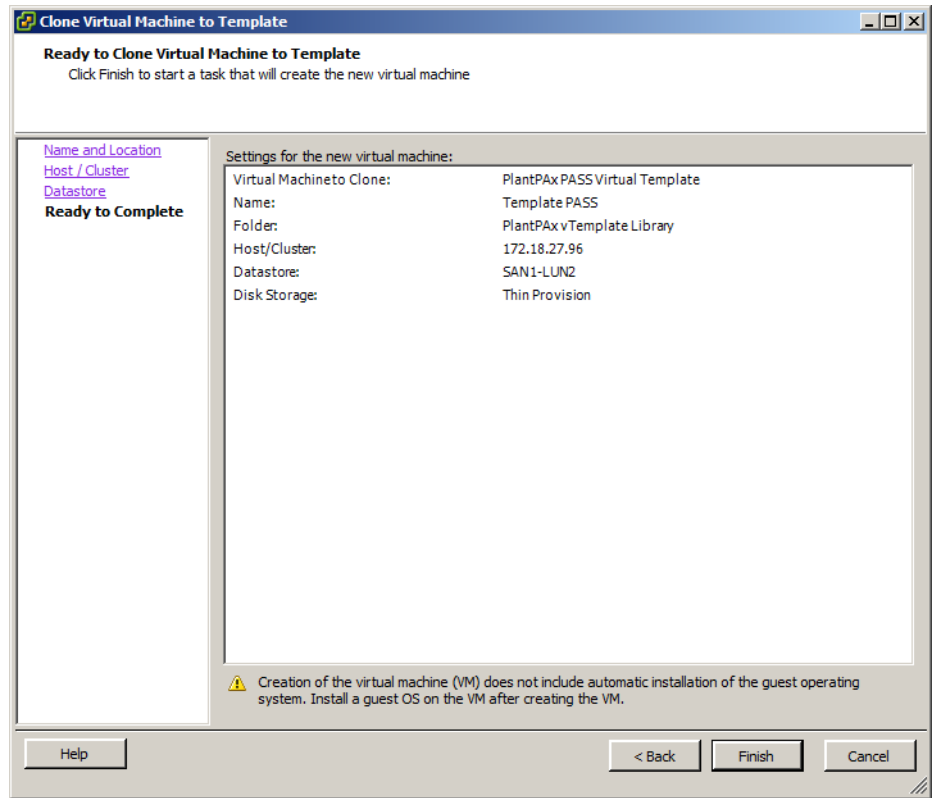 Clone Virtual Machine to Template
Ready to Clone Virtual Machine to Template
Click Finish to start a task that will create the new virtual machine
Name and Location
Host / Cluster
Datastore
Ready to Complete
Settings for the new virtual machine:
Virtual Machineto Clone: PlantPAx PASS Virtual Template
Name: Template PASS
Folder: PlantPAx vTemplate Library
Host/Cluster: 172.18.27.96
Datastore: SAN1-LUN2
Disk Storage: Thin Provision
Creation of the virtual machine (VM) does not include automatic installation of the guest operating
system. Install a guest OS on the VM after creating the VM.
Help < Back Finish Cancel